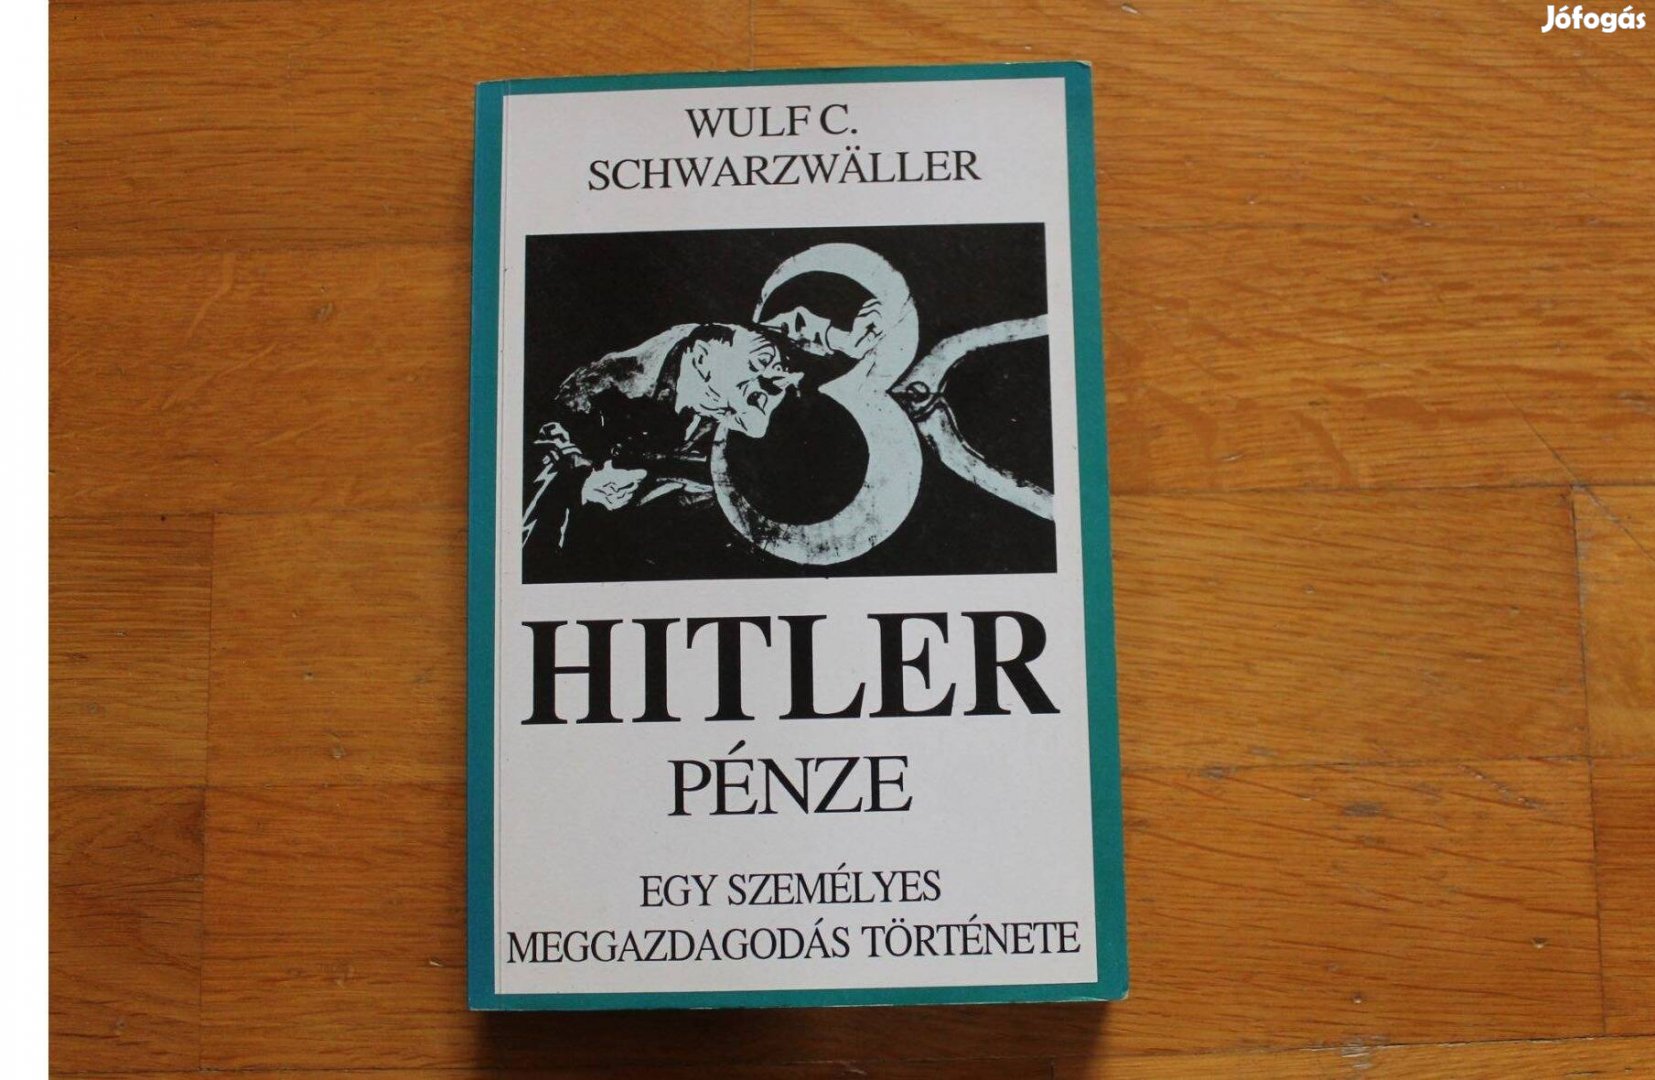 Jófogás
WULF C.
SCHWARZWÄLLER
HITLER
PÉNZE
EGY SZEMÉLYES
MEGGAZDAGODÁS TÖRTÉNETE